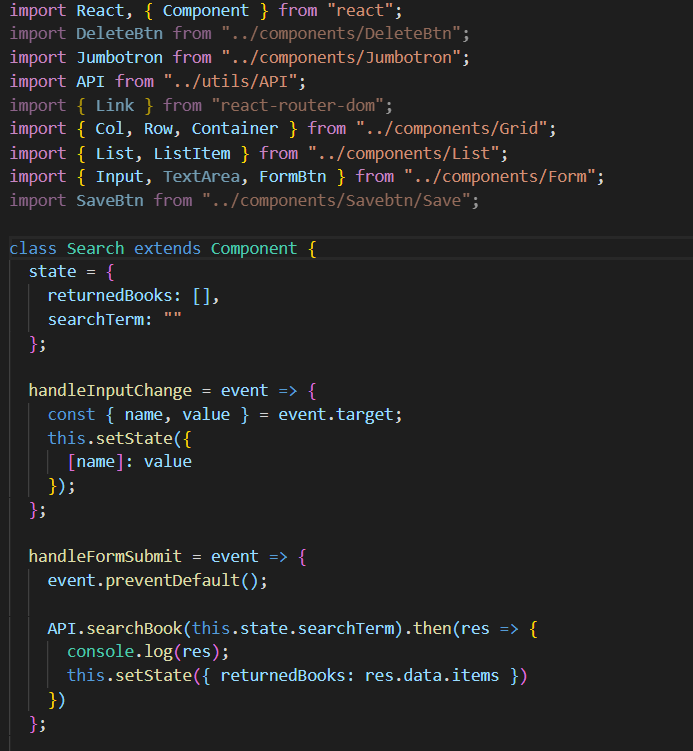 import React, { Component } from "react";
import DeleteBtn from "../components/DeleteBtn";
import Jumbotron from "../components/Jumbotron";
import API from "../utils/API";
import { Link } from "react-router-dom";
import { Col, Row, Container } from "../components/Grid";
import { List, ListItem } from "../components/List";
import { Input, TextArea, FormBtn } from "../components/Form";
import SaveBtn from "../components/Savebtn/Save";

class Search extends Component {
  state = {
    returnedBooks: [],
    searchTerm: ""
  };

  handleInputChange = event => {
    const { name, value } = event.target;
    this.setState({
      [name]: value
    });
  };

  handleFormSubmit = event => {
    event.preventDefault();

    API.searchBook(this.state.searchTerm).then(res => {
      console.log(res);
      this.setState({ returnedBooks: res.data.items })
    })
  };